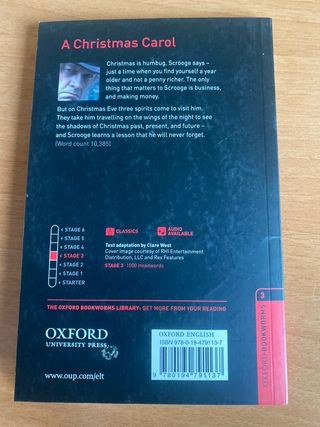 A Christmas Carol
Christmas is humbug, Scrooge says –
just a time when you find yourself a year
older and not a penny richer. The only
thing that matters to Scrooge is business,
and making money.
But on Christmas Eve three spirits come to visit him.
They take him travelling on the wings of the night to see
the shadows of Christmas past, present, and future –
and Scrooge learns a lesson that he will never forget.
[Word count 10,385]
< STAGE 6
< STAGE 5
< STAGE 4
< STAGE 3
< STAGE 2
< STAGE 1
< STARTER
CLASSICS
AUDIO AVAILABLE
Text adaptation by Clare West
Cover image courtesy of RHI Entertainment
Distribution, LLC and Rex Features
STAGE 3 1000 Headwords
THE OXFORD BOOKWORMS LIBRARY: GET MORE FROM YOUR READING
OXFORD
UNIVERSITY PRESS
www.oup.com/elt
OXFORD ENGLISH
ISBN 978-0-19-479113-7
9 780194 791137
OXFORD BOOKWORMS 3